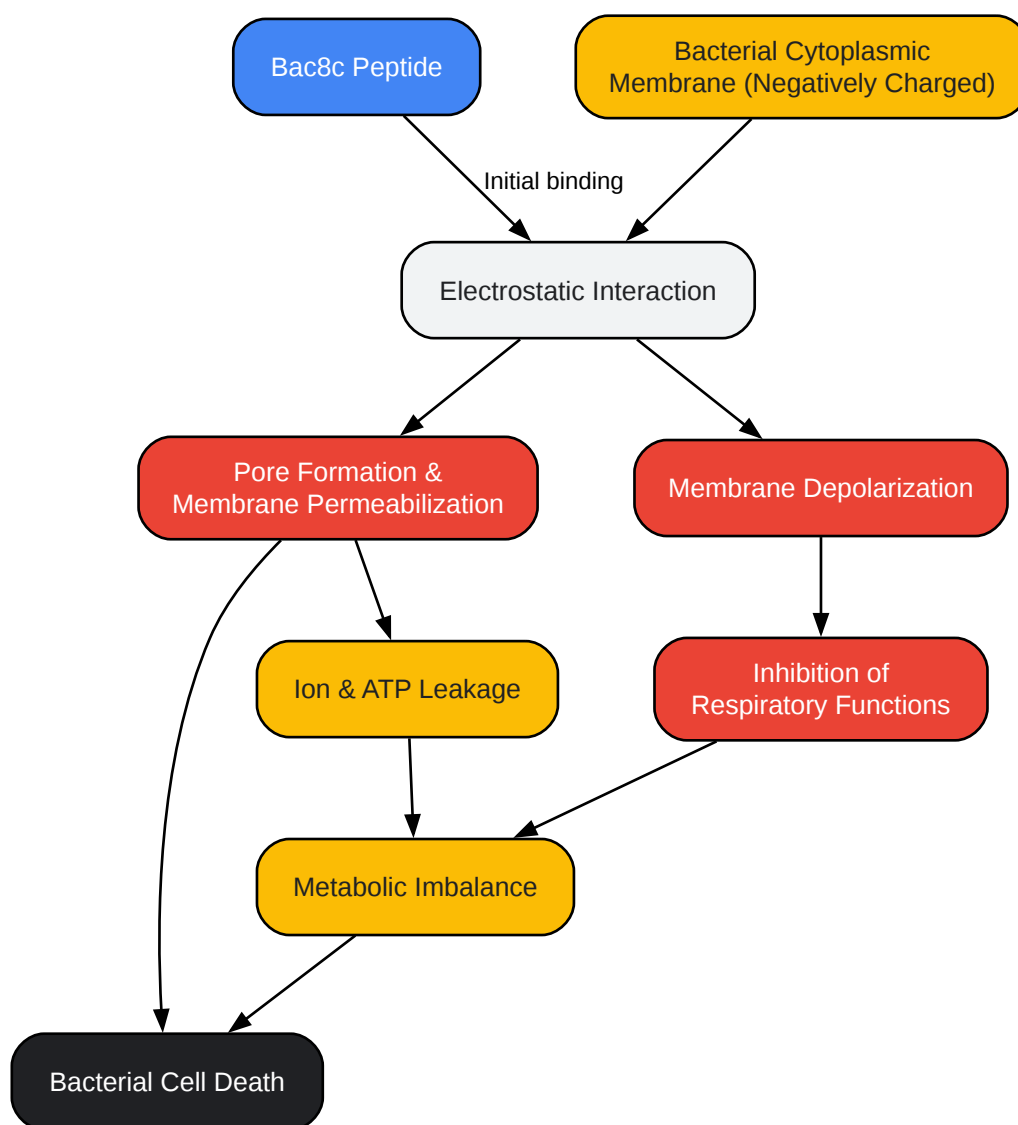 Bac8c Peptide
Bacterial Cytoplasmic
Membrane (Negatively Charged)
Initial binding
Electrostatic Interaction
Pore Formation &
Membrane Permeabilization
Membrane Depolarization
Ion & ATP Leakage
Inhibition of
Respiratory Functions
Metabolic Imbalance
Bacterial Cell Death